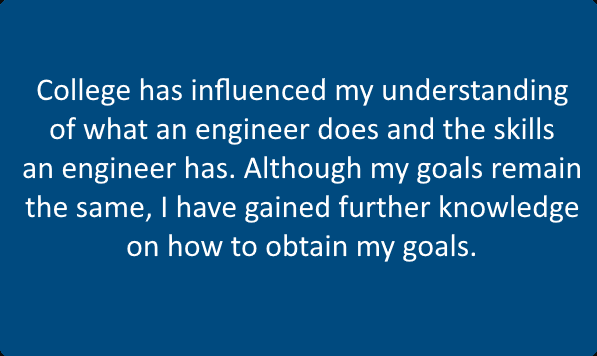 College has influenced my understanding
of what an engineer does and the skills
an engineer has. Although my goals remain
the same, I have gained further knowledge
on how to obtain my goals.